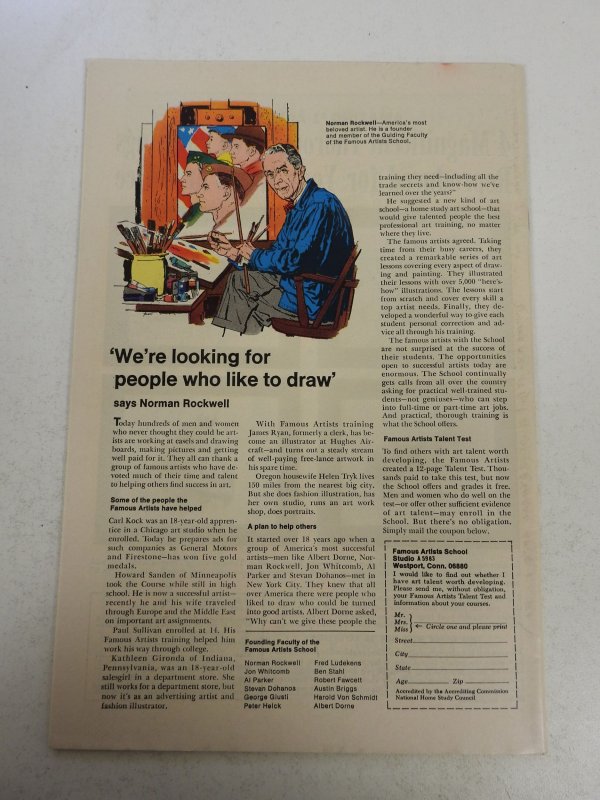 Norman Rockwell—America's most
beloved artist. He is a founder
and member of the Guiding Faculty
of the Famous Artists School.
'We're looking for
people who like to draw'
says Norman Rockwell
Today hundreds of men and women
who never thought they could be art-
ists are working at easels and drawing
boards, making pictures and getting
well paid for it. They all can thank a
group of famous artists who have de-
voted much of their time and talent
to helping others find success in art.
Some of the people the
Famous Artists have helped
Carl Kock was an 18-year-old appren-
tice in a Chicago art studio when he
enrolled. Today he prepares ads for
such companies as General Motors
and Firestone—has won five gold
medals.
Howard Sanden of Minneapolis
took the Course while still in high
school. He is now a successful artist—
recently he and his wife traveled
through Europe and the Middle East
on important art assignments.
Paul Sullivan enrolled at 14. His
Famous Artists training helped him
work his way through college.
Kathleen Gironda of Indiana,
Pennsylvania, was an 18-year-old
salesgirl in a department store. She
still works for a department store, but
now it's as an advertising artist and
fashion illustrator.
With Famous Artists training
James Ryan, formerly a clerk, has be-
come an illustrator at Hughes Air-
craft—and turns out a steady stream
of well-paying free-lance artwork in
his spare time.
Oregon housewife Helen Tryk lives
150 miles from the nearest big city.
But she does fashion illustration, has
her own studio, runs an art work
shop, does portraits.
A plan to help others
It started over 18 years ago when a
group of America's most successful
artists—men like Albert Dorne, Nor-
man Rockwell, Jon Whitcomb, Al
Parker and Stevan Dohanos—met in
New York City. They knew that all
over America there were people who
liked to draw who could be turned
into good artists. Albert Dorne asked,
"Why can't we give these people the
Founding Faculty of the
Famous Artists School
Norman Rockwell
Jon Whitcomb
Al Parker
Stevan Dohanos
George Giusti
Peter Helck
Fred Ludekens
Ben Stahl
Robert Fawcett
Austin Briggs
Harold Von Schmidt
Albert Dorne
training they need—including all the
trade secrets and know-how we've
learned over the years?"
He suggested a new kind of art
school—a home study art school—that
would give talented people the best
professional art training, no matter
where they live.
The famous artists agreed. Taking
time from their busy careers, they
created a remarkable series of art
lessons covering every aspect of draw-
ing and painting. They illustrated
their lessons with over 5,000 "here's-
how" illustrations. The lessons start
from scratch and cover every skill a
top artist needs. Finally, they de-
veloped a wonderful way to give each
student personal correction and ad-
vice all through his training.
The famous artists with the School
are not surprised at the success of
their students. The opportunities
open to successful artists today are
enormous. The School continually
gets calls from all over the country
asking for practical well-trained stu-
dents—not geniuses—who can step
into full-time or part-time art jobs.
And practical, thorough training is
what the School offers.
Famous Artists Talent Test
To find others with art talent worth
developing, the Famous Artists
created a 12-page Talent Test. Thou-
sands paid to take this test, but now
the School offers and grades it free.
Men and women who do well on the
test—or offer other sufficient evidence
of art talent—may enroll in the
School. But there's no obligation.
Simply mail the coupon below.
Famous Artists School
Studio A 5983
Westport, Conn. 06880
I would like to find out whether I
have art talent worth developing.
Please send me, without obligation,
your Famous Artists Talent Test and
information about your courses.
Mr.
Mrs. ← Circle one and please print
Miss
Street
City
State
Age Zip
Accredited by the Accrediting Commission
National Home Study Council.